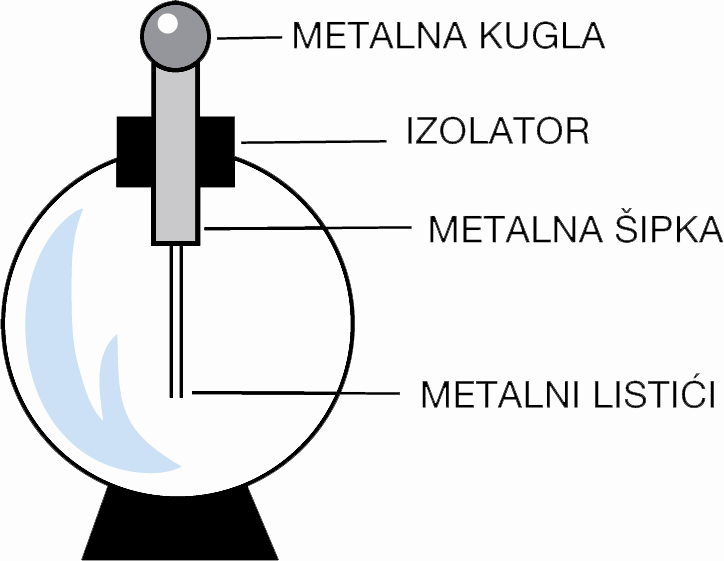 METALNA KUGLA
IZOLATOR
METALNA ŠIPKA
METALNI LISTIĆI